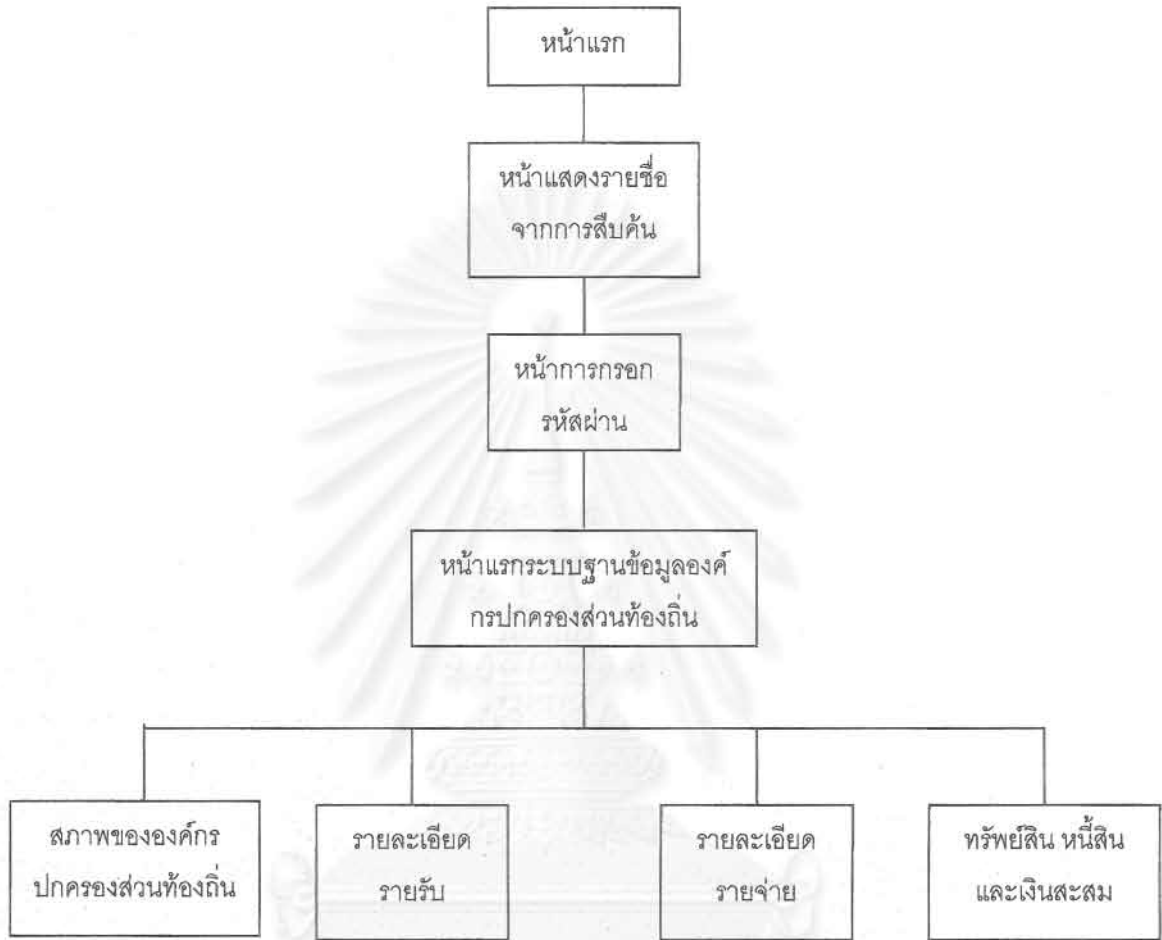 หน้าแรก
หน้าแสดงรายชื่อ
จากการสืบค้น
หน้าการกรอก
รหัสผ่าน
หน้าแรกระบบฐานข้อมูลองค์
กรปกครองส่วนท้องถิ่น
สภาพขององค์กร
ปกครองส่วนท้องถิ่น
รายละเอียด
รายรับ
รายละเอียด
รายจ่าย
ทรัพย์สิน หนี้สิน
และเงินสะสม